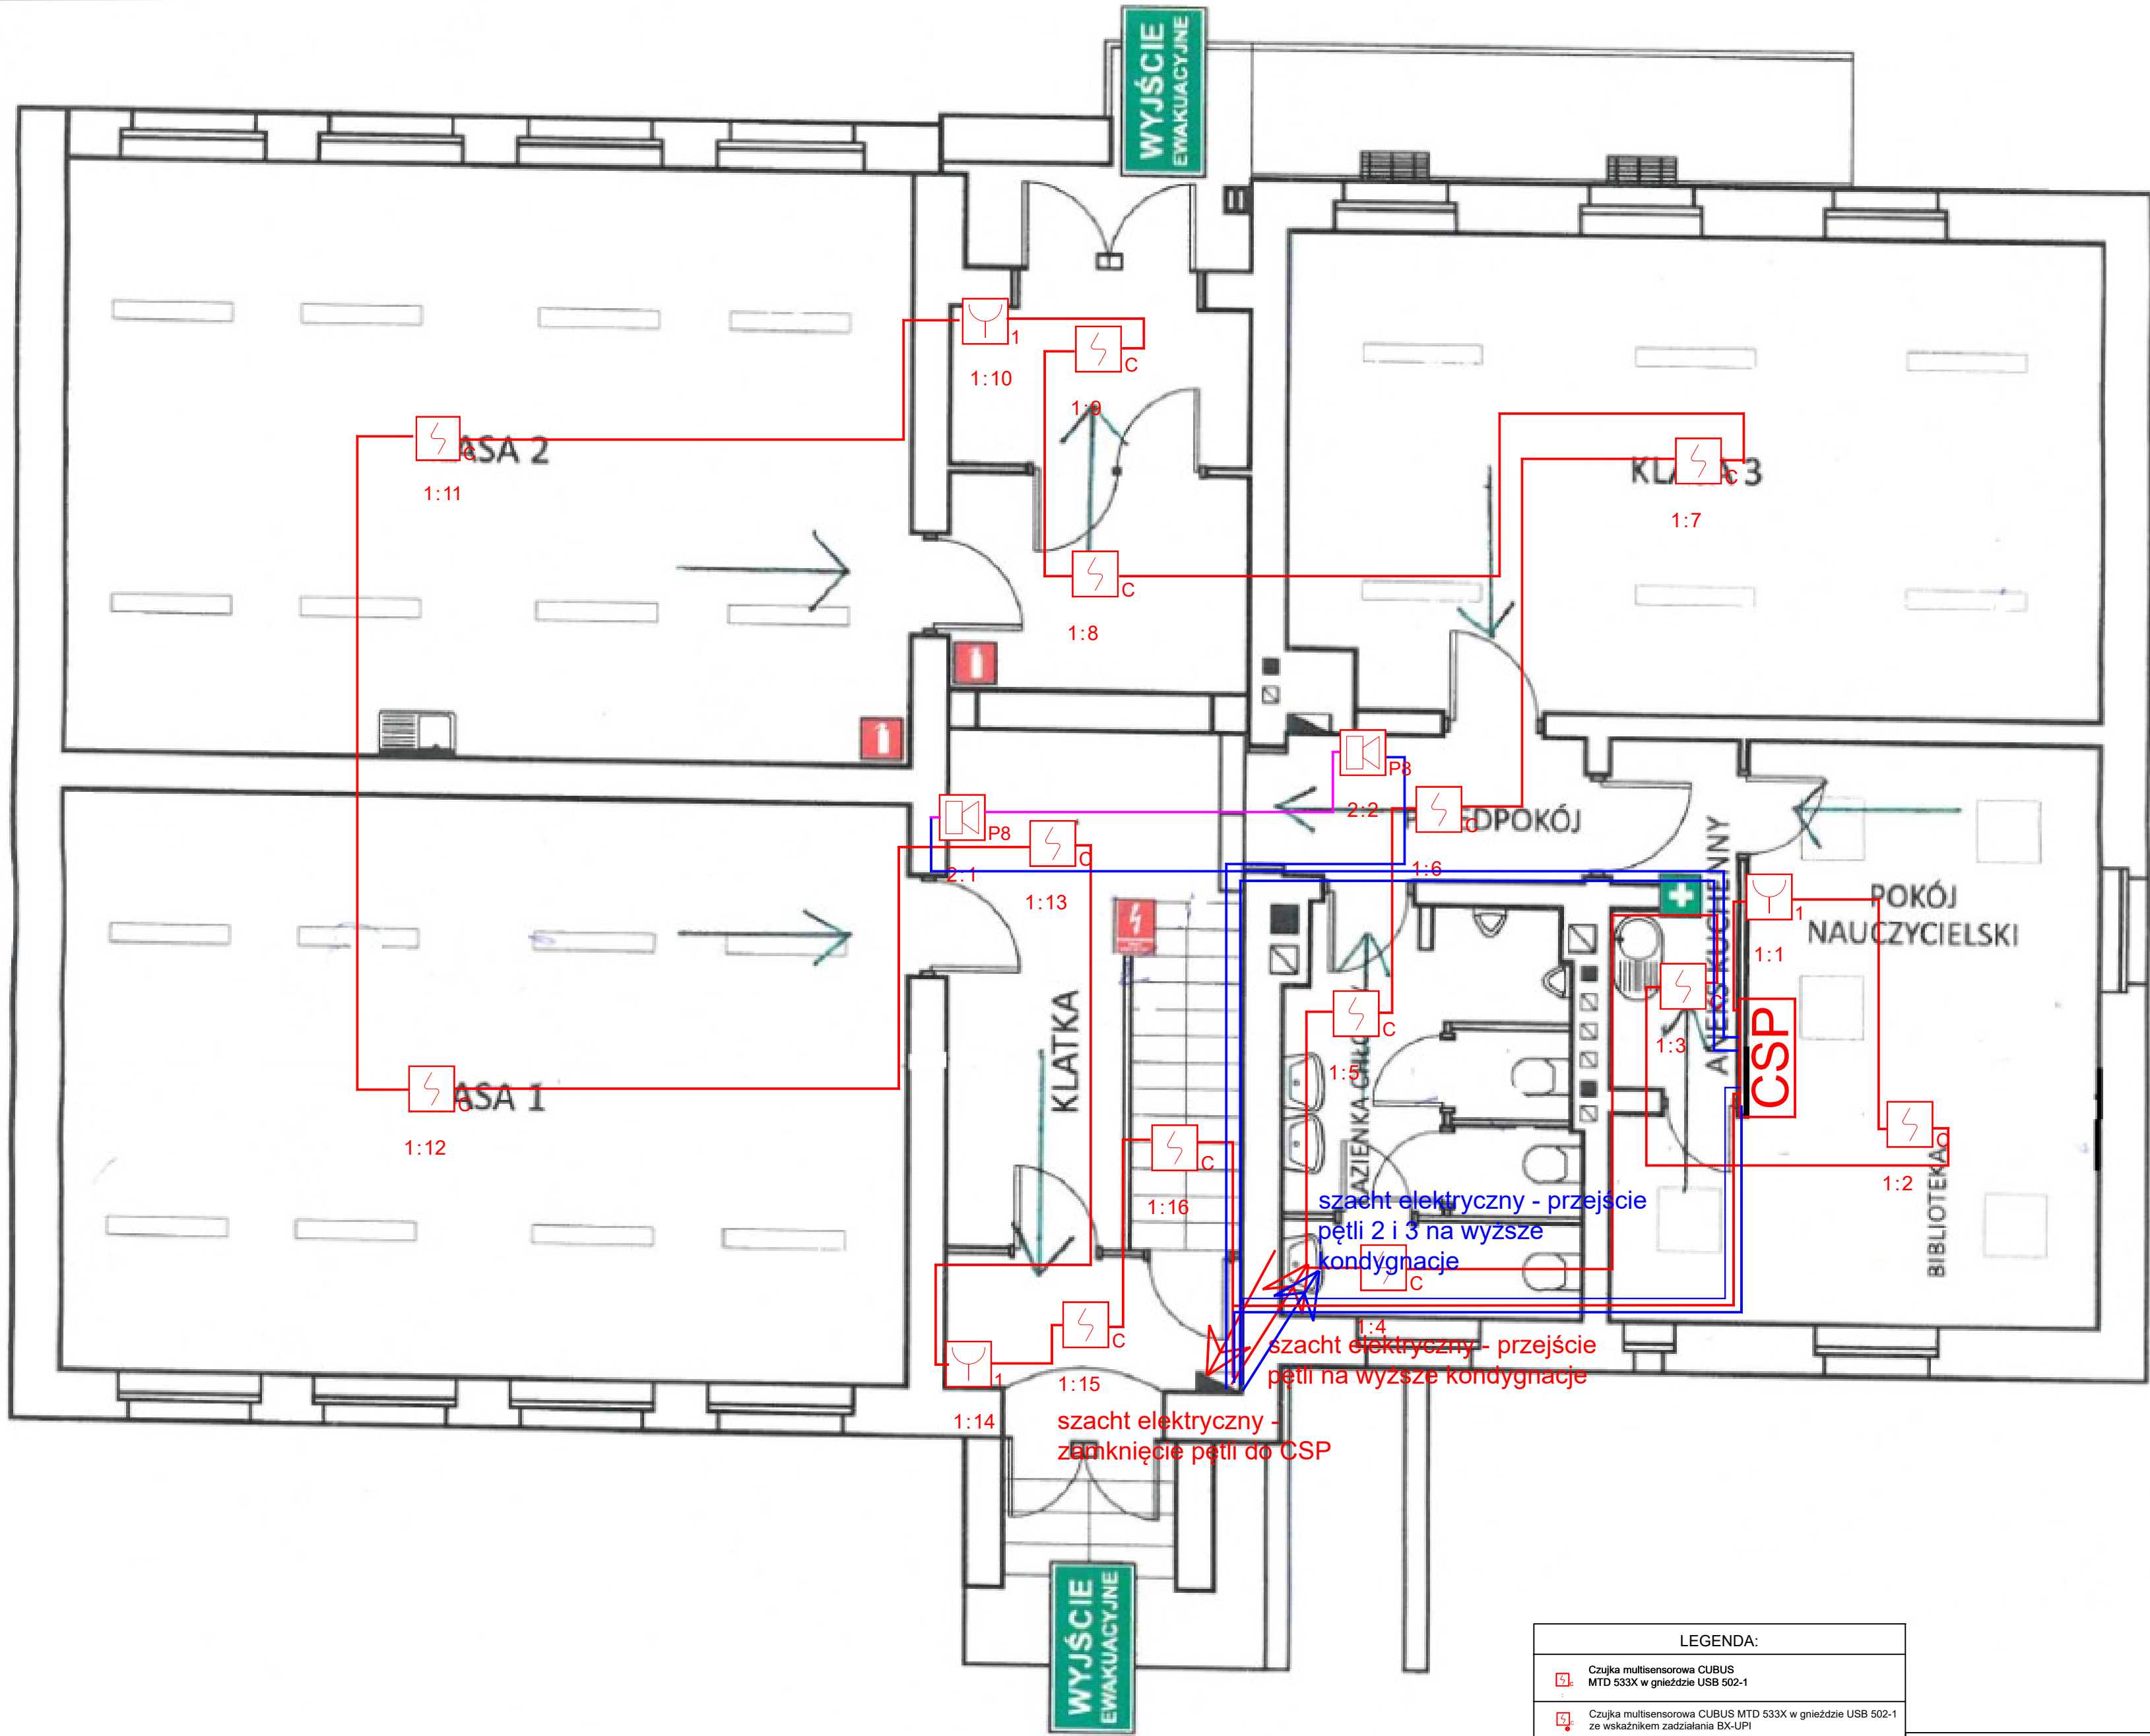 WYJŚCIE
EWAKUACYJNE
1
1:10
C
1:9
ASA 2
C
1:11
C
1:8
C
1:7
P8
2:2
C
1:6
P8
2:1
C
1:13
1
1:1
POKÓJ
NAUCZYCIELSKI
C
1:3
CSP
C
1:2
BIBLIOTEKA
C
1:5
KLATKA
ASA 1
C
1:12
C
1:16
szacht elektryczny - przejście
pętli 2 i 3 na wyższe
kondygnacje
C
1:4
szacht elektryczny - przejście
pętli na wyższe kondygnacje
C
1:15
1
1:14
szacht elektryczny -
zamknięcie pętli do CSP
WYJŚCIE
EWAKUACYJNE
LEGENDA:
Czujka multisensorowa CUBUS
MTD 533X w gnieździe USB 502-1
Czujka multisensorowa CUBUS MTD 533X w gnieździe USB 502-1
ze wskaźnikem zadziałania BX-UPI